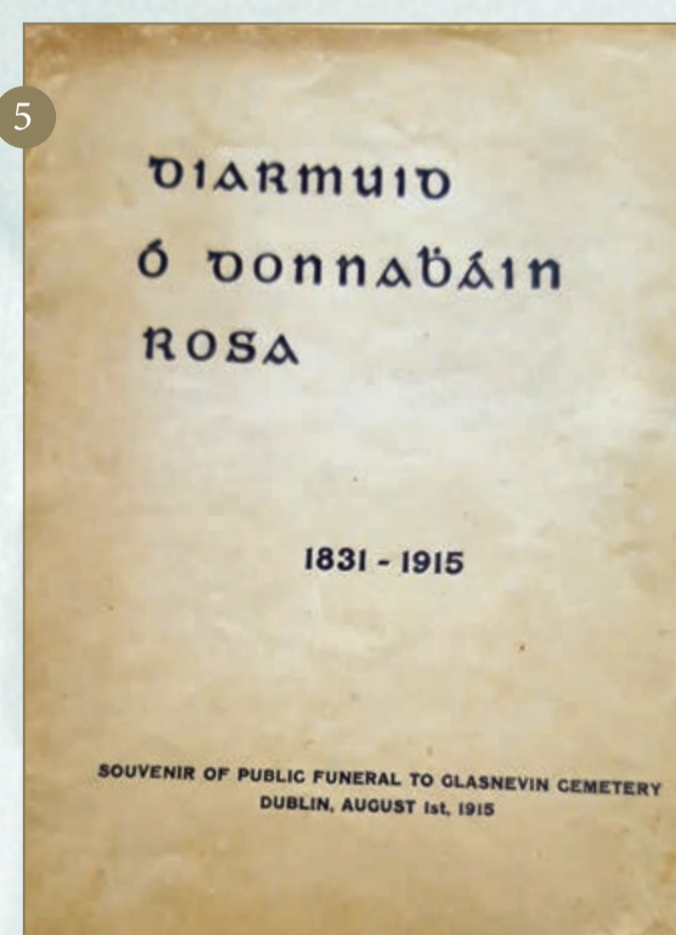 5
DIARMUID
Ó DONNAḂÁIN
ROSA
1831 - 1915
SOUVENIR OF PUBLIC FUNERAL TO GLASNEVIN CEMETERY
DUBLIN, AUGUST 1st, 1915